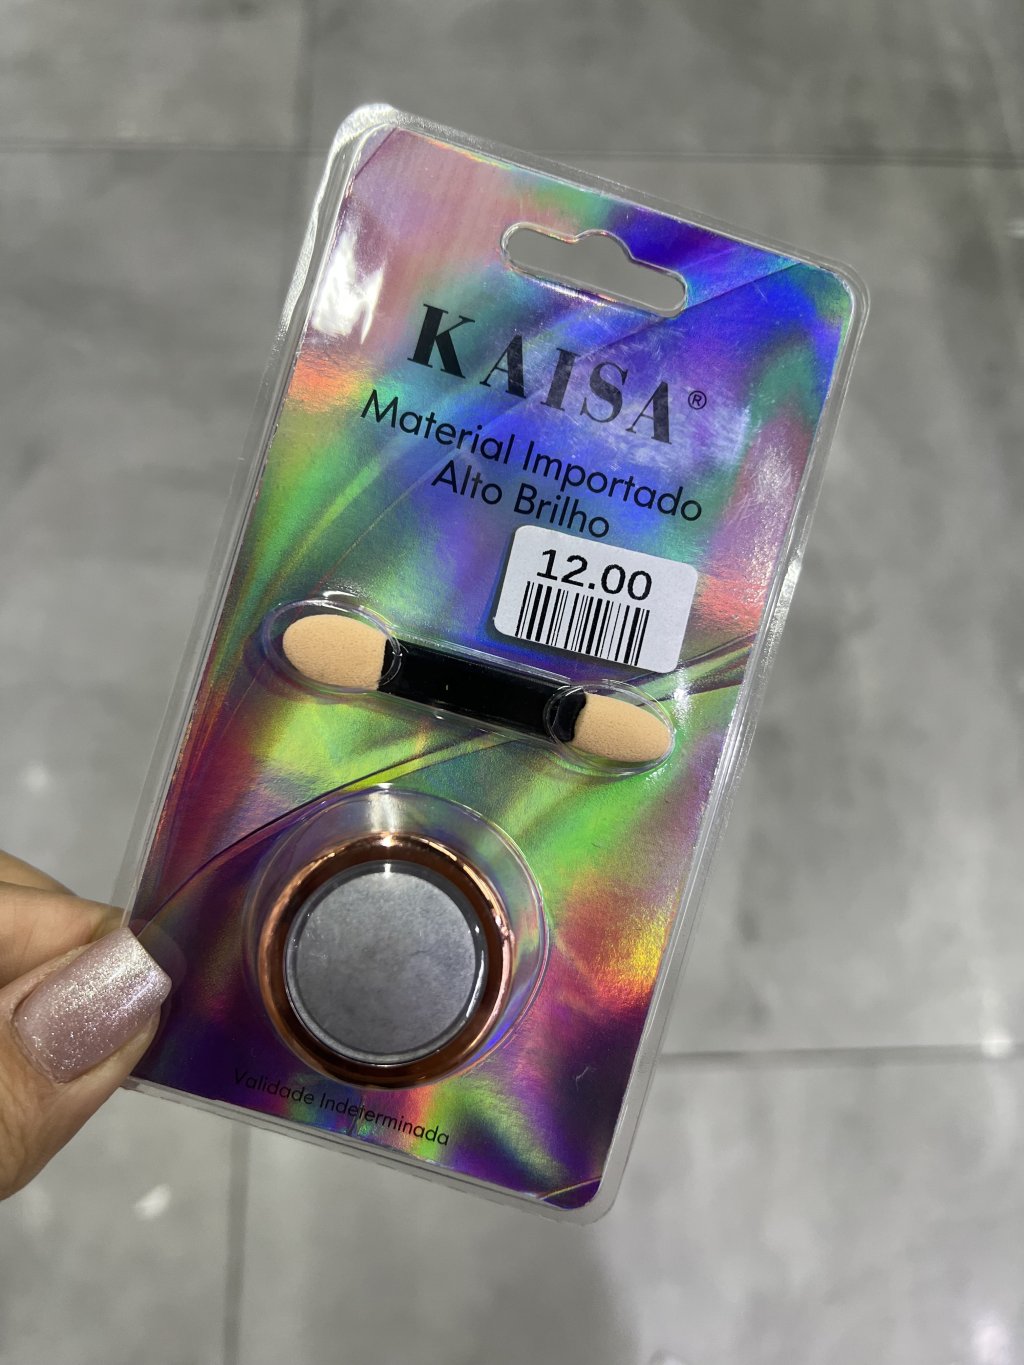 KAISA®
Material Importado
Alto Brilho
12.00
Validade Indeterminada